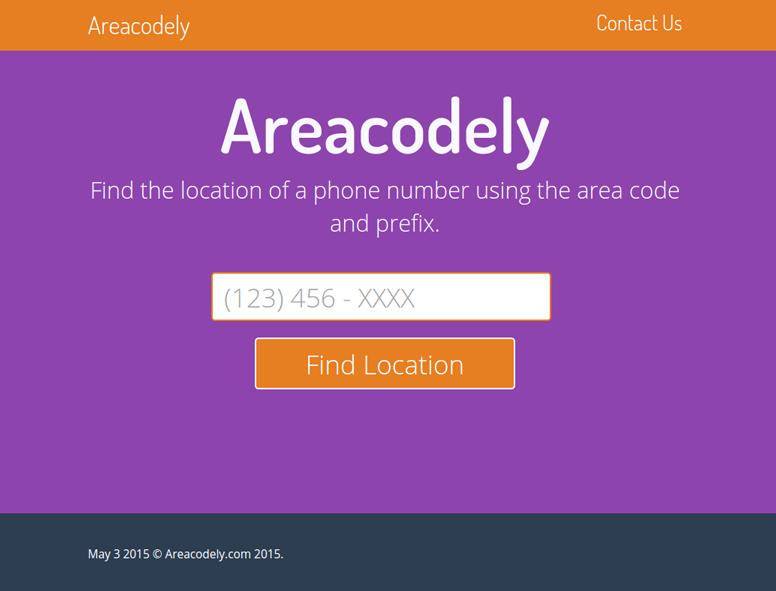 Areacodely
Contact Us
Areacodely
Find the location of a phone number using the area code
and prefix.
(123) 456 - XXXX
Find Location
May 3 2015 © Areacodely.com 2015.